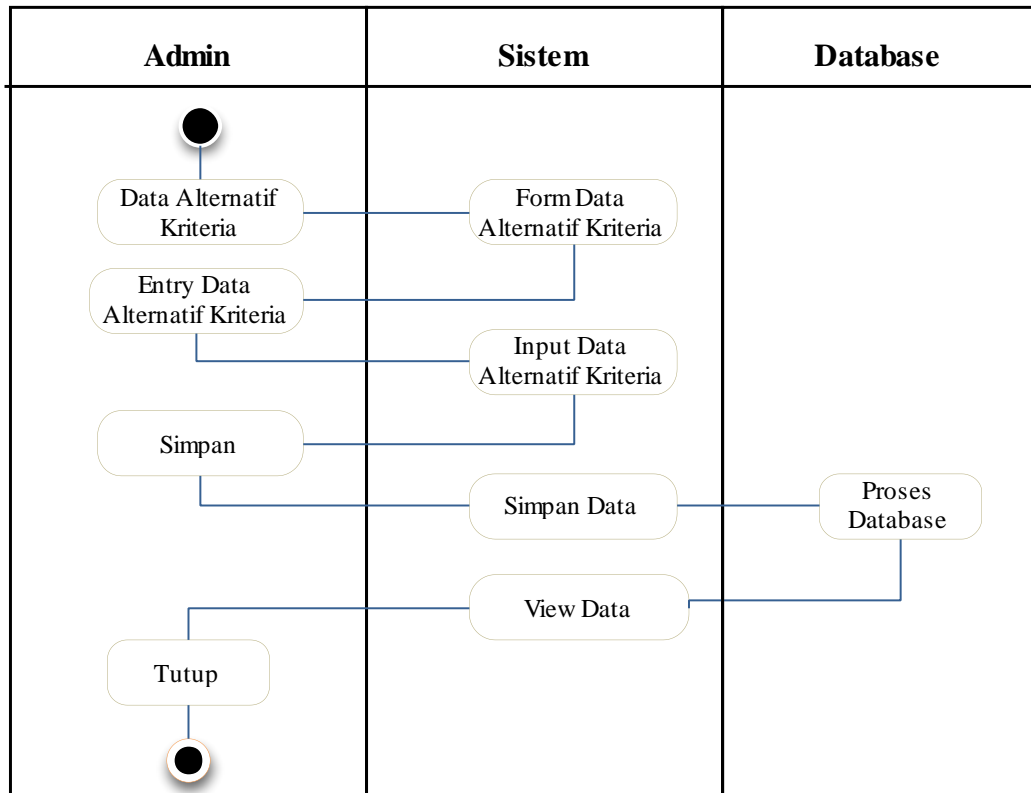 Admin
Sistem
Database
Data Alternatif
Kriteria
Form Data
Alternatif Kriteria
Entry Data
Alternatif Kriteria
Input Data
Alternatif Kriteria
Simpan
Simpan Data
Proses
Database
View Data
Tutup